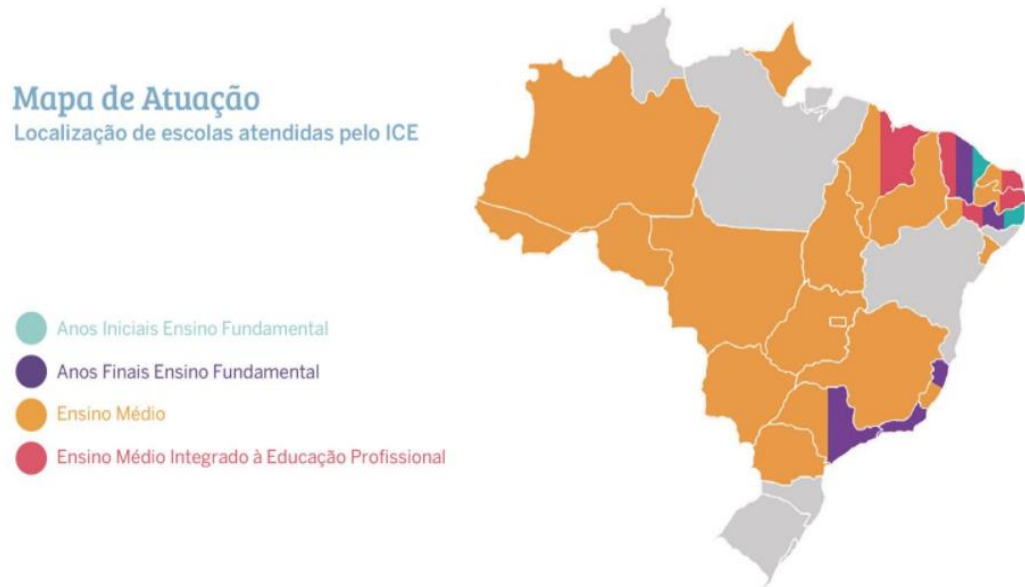 Mapa de Atuação
Localização de escolas atendidas pelo ICE
Anos Iniciais Ensino Fundamental
Anos Finais Ensino Fundamental
Ensino Médio
Ensino Médio Integrado à Educação Profissional